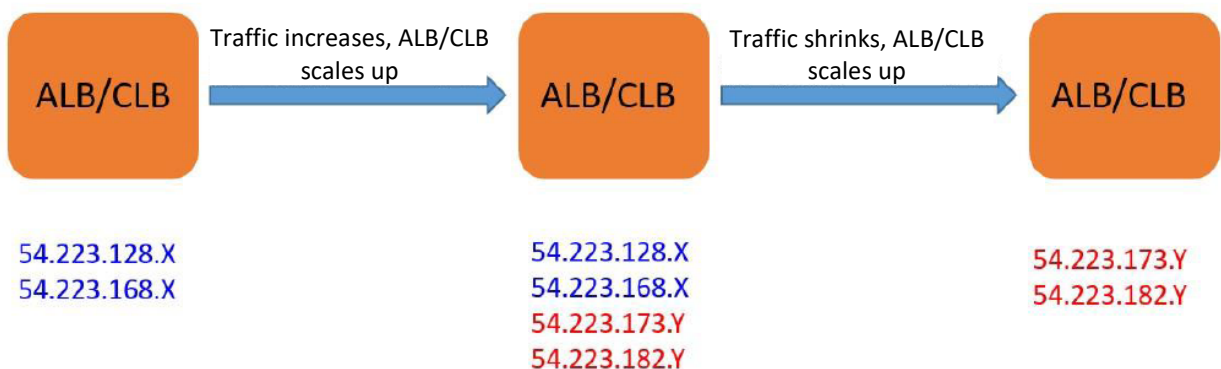 Traffic increases, ALB/CLB
scales up
Traffic shrinks, ALB/CLB
scales up
ALB/CLB
ALB/CLB
ALB/CLB
54.223.128.X
54.223.168.X
54.223.128.X
54.223.168.X
54.223.173.Y
54.223.182.Y
54.223.173.Y
54.223.182.Y